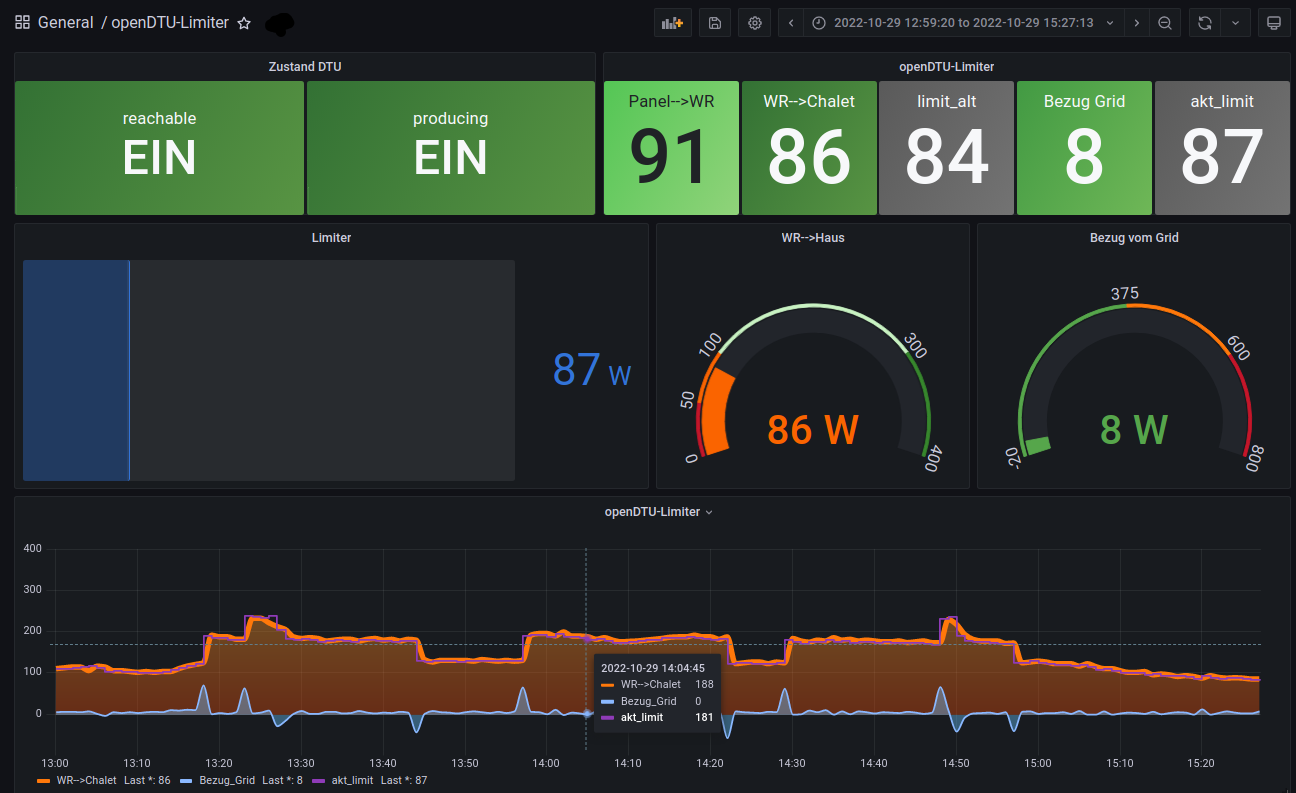 General / openDTU-Limiter
2022-10-29 12:59:20 to 2022-10-29 15:27:13
Zustand DTU
reachable
EIN
producing
EIN
openDTU-Limiter
Panel-->WR
91
WR-->Chalet
86
limit_alt
84
Bezug Grid
8
akt_limit
87
Limiter
87 W
WR-->Haus
0
50
100
300
400
86 W
Bezug vom Grid
-20
375
600
800
8 W
openDTU-Limiter
400
300
200
100
0
2022-10-29 14:04:45
WR-->Chalet 188
Bezug_Grid 0
akt_limit 181
13:00 13:10 13:20 13:30 13:40 13:50 14:00 14:10 14:20 14:30 14:40 14:50 15:00 15:10 15:20
WR-->Chalet Last *: 86 Bezug_Grid Last *: 8 akt_limit Last *: 87